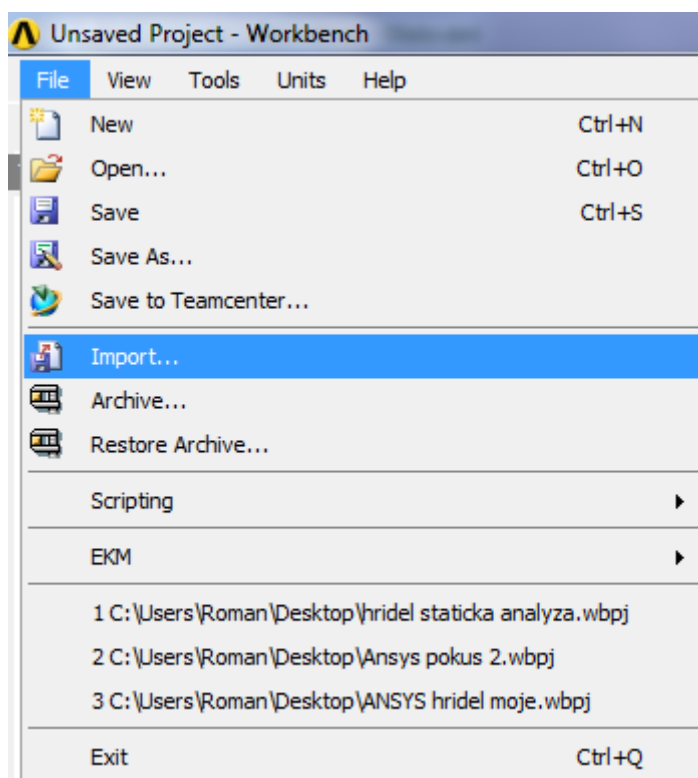 Unsaved Project - Workbench
File View Tools Units Help
New Ctrl+N
Open... Ctrl+O
Save Ctrl+S
Save As...
Save to Teamcenter...
Import...
Archive...
Restore Archive...
Scripting
EKM
1 C:\Users\Roman\Desktop\hridel staticka analyza.wbpj
2 C:\Users\Roman\Desktop\Ansys pokus 2.wbpj
3 C:\Users\Roman\Desktop\ANSYS hridel moje.wbpj
Exit Ctrl+Q